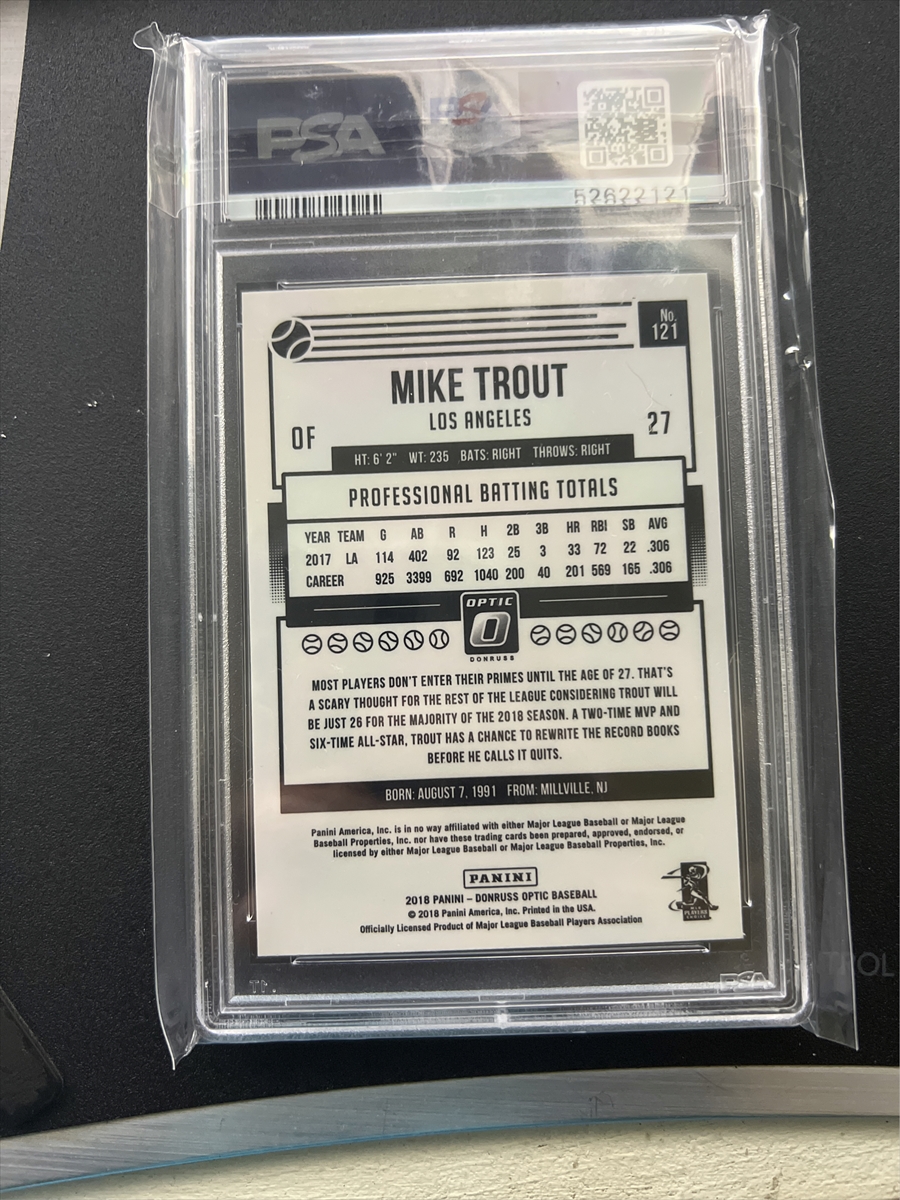 PSA
52622121
No.
121
MIKE TROUT
LOS ANGELES
OF
27
HT: 6' 2" WT: 235 BATS: RIGHT THROWS: RIGHT
PROFESSIONAL BATTING TOTALS
YEAR TEAM G AB R H 2B 3B HR RBI SB AVG
2017 LA 114 402 92 123 25 3 33 72 22 .306
CAREER 925 3399 692 1040 200 40 201 569 165 .306
OPTIC
DONRUSS
MOST PLAYERS DON'T ENTER THEIR PRIMES UNTIL THE AGE OF 27. THAT'S
A SCARY THOUGHT FOR THE REST OF THE LEAGUE CONSIDERING TROUT WILL
BE JUST 26 FOR THE MAJORITY OF THE 2018 SEASON. A TWO-TIME MVP AND
SIX-TIME ALL-STAR, TROUT HAS A CHANCE TO REWRITE THE RECORD BOOKS
BEFORE HE CALLS IT QUITS.
BORN: AUGUST 7, 1991 FROM: MILLVILLE, NJ
Panini America, Inc. is in no way affiliated with either Major League Baseball or Major League
Baseball Properties, Inc. nor have these trading cards been prepared, approved, endorsed, or
licensed by either Major League Baseball or Major League Baseball Properties, Inc.
PANINI
2018 PANINI – DONRUSS OPTIC BASEBALL
© 2018 Panini America, Inc. Printed in the USA.
Officially Licensed Product of Major League Baseball Players Association
PLAYERS
PSA